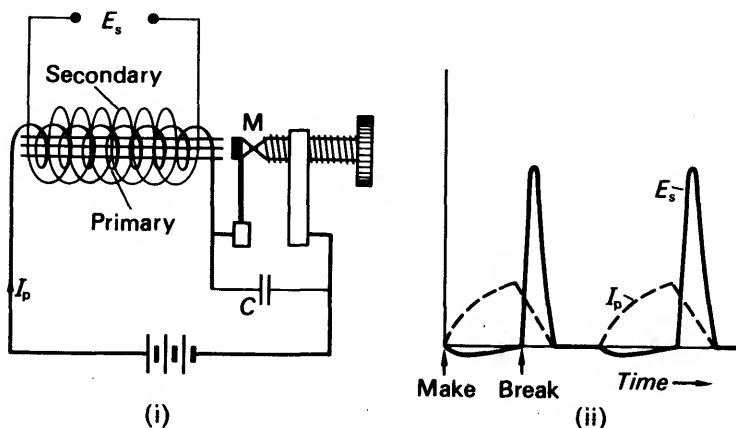 E_s
Secondary
M
Primary
I_p
C
(i)
E_s
I_p
Make
Break
Time
(ii)